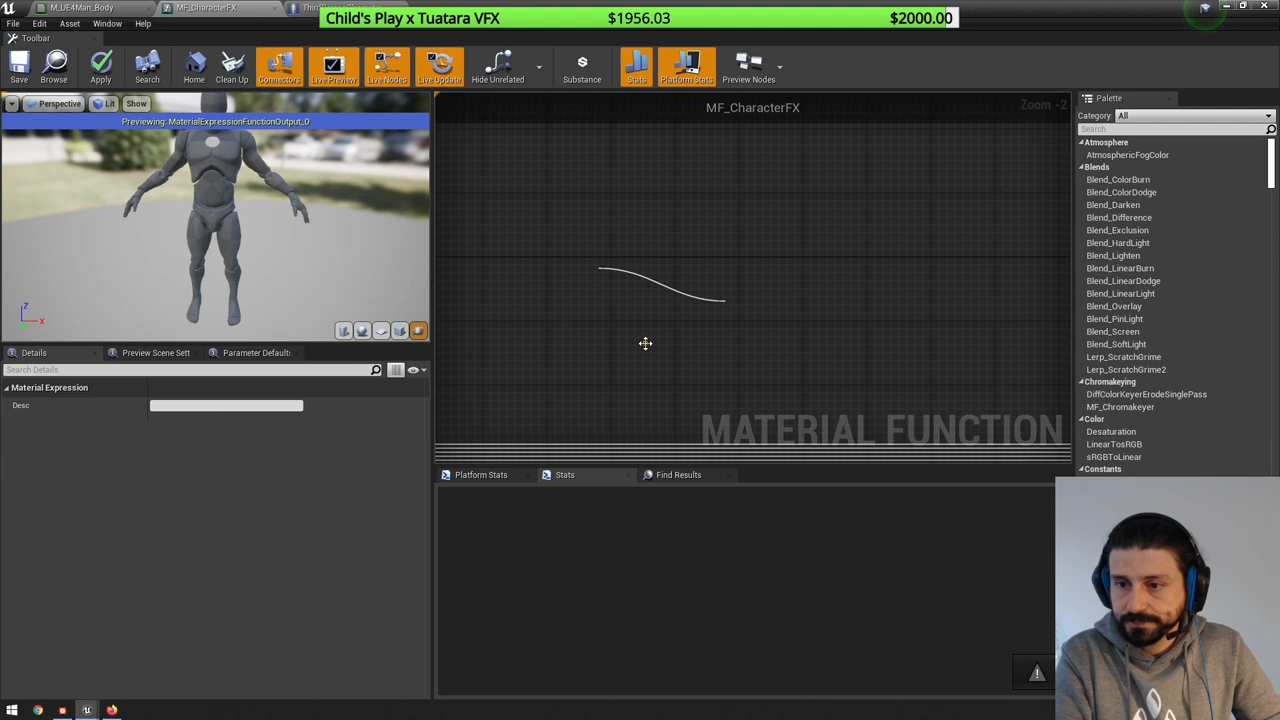 M_UE4Man_Body
MF_CharacterFX
Child's Play x Tuatara VFX
$1956.03
$2000.00
File
Edit
Asset
Window
Help
Toolbar
Save
Browse
Apply
Search
Home
Clean Up
Connectors
Live Preview
Live Nodes
Live Update
Hide Unrelated
Substance
Stats
Platform Stats
Preview Nodes
Perspective
Lit
Show
Previewing: MaterialExpressionFunctionOutput_0
Z
X
MF_CharacterFX
Zoom -2
MATERIAL FUNCTION
Palette
Category:
All
Search
Atmosphere
AtmosphericFogColor
Blends
Blend_ColorBurn
Blend_ColorDodge
Blend_Darken
Blend_Difference
Blend_Exclusion
Blend_HardLight
Blend_Lighten
Blend_LinearBurn
Blend_LinearDodge
Blend_LinearLight
Blend_Overlay
Blend_PinLight
Blend_Screen
Blend_SoftLight
Lerp_ScratchGrime
Lerp_ScratchGrime2
Chromakeying
DiffColorKeyerErodeSinglePass
MF_Chromakeyer
Color
Desaturation
LinearTosRGB
sRGBToLinear
Constants
Details
Preview Scene Sett
Parameter Default
Search Details
Material Expression
Desc
Platform Stats
Stats
Find Results